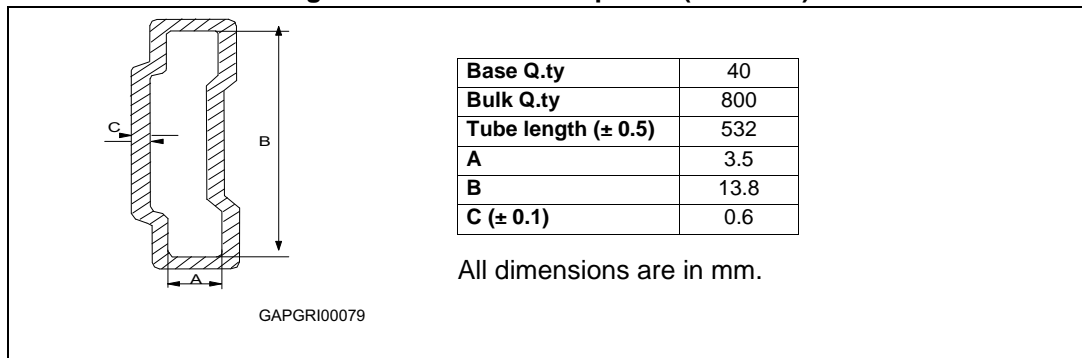 C
B
A
GAPGRI00079
Base Q.ty 40
Bulk Q.ty 800
Tube length (± 0.5) 532
A 3.5
B 13.8
C (± 0.1) 0.6
All dimensions are in mm.